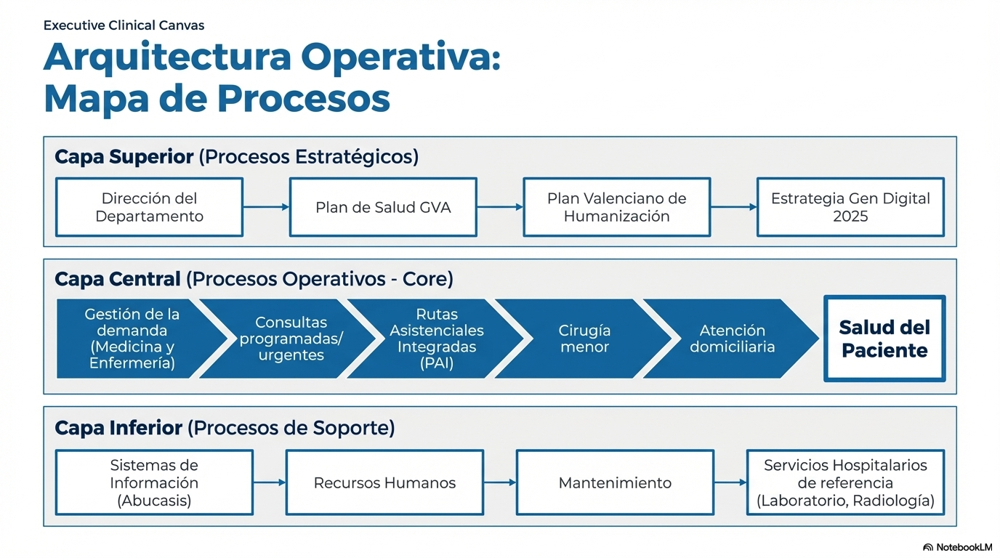 Executive Clinical Canvas
Arquitectura Operativa:
Mapa de Procesos
Capa Superior (Procesos Estratégicos)
Dirección del
Departamento
Plan de Salud GVA
Plan Valenciano de
Humanización
Estrategia Gen Digital
2025
Capa Central (Procesos Operativos - Core)
Gestión de la
demanda
(Medicina y
Enfermería)
Consultas
programadas/
urgentes
Rutas
Asistenciales
Integradas
(PAI)
Cirugía
menor
Atención
domiciliaria
Salud del
Paciente
Capa Inferior (Procesos de Soporte)
Sistemas de
Información
(Abucasis)
Recursos Humanos
Mantenimiento
Servicios Hospitalarios
de referencia
(Laboratorio, Radiología)
NotebookLM